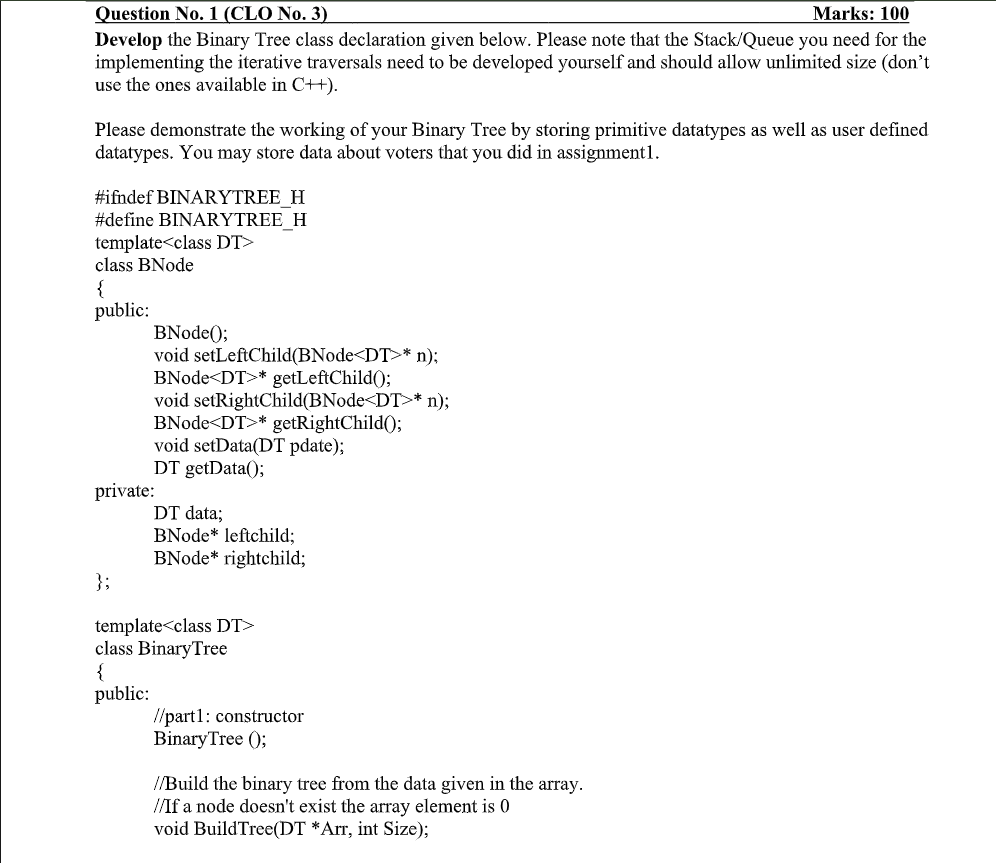 Question No. 1 (CLO No. 3) Marks: 100
Develop the Binary Tree class declaration given below. Please note that the Stack/Queue you need for the
implementing the iterative traversals need to be developed yourself and should allow unlimited size (don't
use the ones available in C++).
Please demonstrate the working of your Binary Tree by storing primitive datatypes as well as user defined
datatypes. You may store data about voters that you did in assignment1.
#ifndef BINARYTREE_H
#define BINARYTREE_H
template<class DT>
class BNode
{
public:
BNode();
void setLeftChild(BNode<DT>* n);
BNode<DT>* getLeftChild();
void setRightChild(BNode<DT>* n);
BNode<DT>* getRightChild();
void setData(DT pdate);
DT getData();
private:
DT data;
BNode* leftchild;
BNode* rightchild;
};
template<class DT>
class BinaryTree
{
public:
//part1: constructor
BinaryTree ();
//Build the binary tree from the data given in the array.
//If a node doesn't exist the array element is 0
void BuildTree(DT *Arr, int Size);